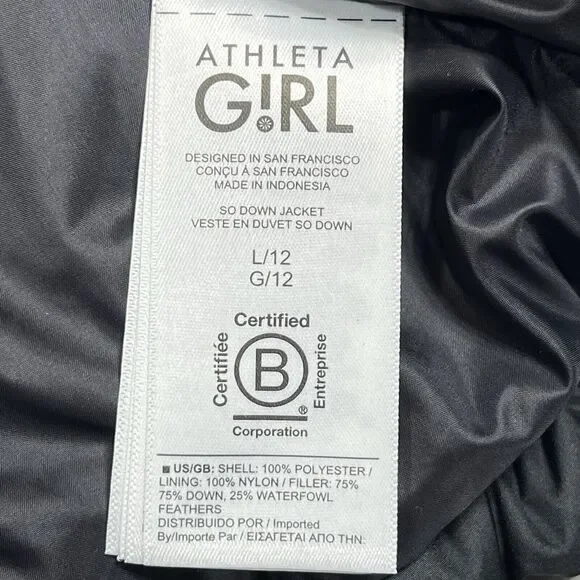 ATHLETA
G!RL
DESIGNED IN SAN FRANCISCO
CONÇU À SAN FRANCISCO
MADE IN INDONESIA
SO DOWN JACKET
VESTE EN DUVET SO DOWN
L/12
G/12
Certified
Certifiée
B
Entreprise
®
Corporation
■ US/GB: SHELL: 100% POLYESTER /
LINING: 100% NYLON / FILLER: 75%
75% DOWN, 25% WATERFOWL
FEATHERS
DISTRIBUIDO POR / Imported
By/Importe Par / ΕΙΣΑΓΕΤΑΙ ΑΠΟ ΤΗΝ: